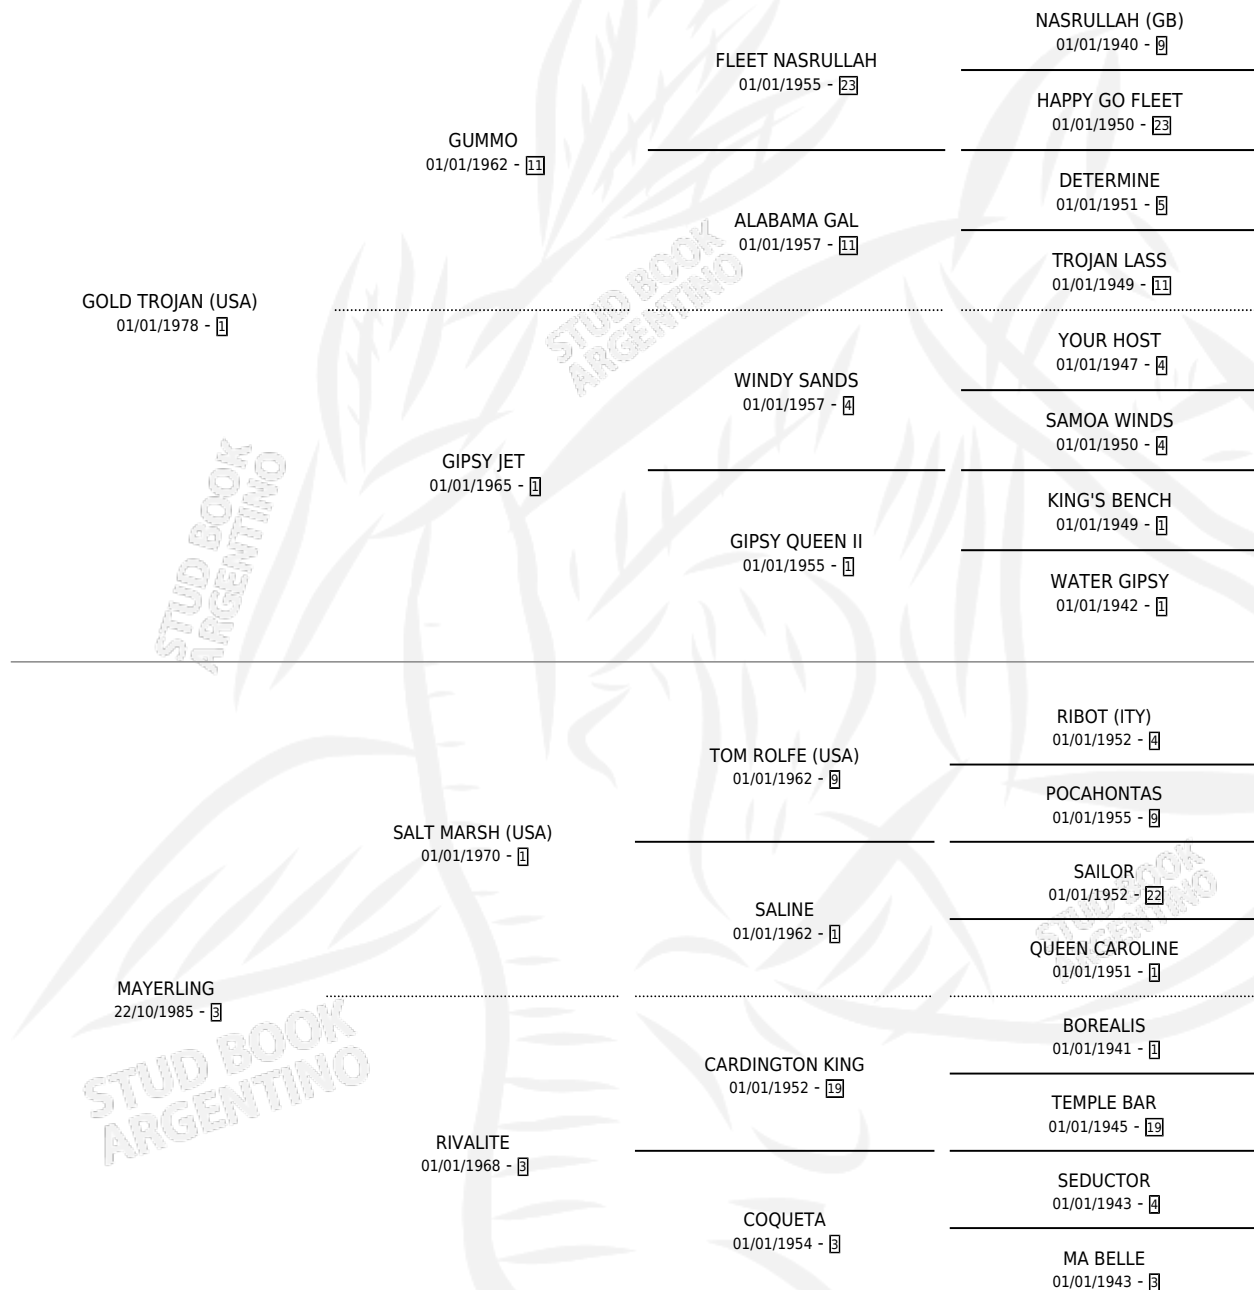 NASRULLAH (GB)
01/01/1940 - 9
FLEET NASRULLAH
01/01/1955 - 23
HAPPY GO FLEET
01/01/1950 - 23
GUMMO
01/01/1962 - 11
DETERMINE
01/01/1951 - 5
ALABAMA GAL
01/01/1957 - 11
TROJAN LASS
01/01/1949 - 11
GOLD TROJAN (USA)
01/01/1978 - 1
YOUR HOST
01/01/1947 - 4
WINDY SANDS
01/01/1957 - 4
SAMOA WINDS
01/01/1950 - 4
GIPSY JET
01/01/1965 - 1
KING'S BENCH
01/01/1949 - 1
GIPSY QUEEN II
01/01/1955 - 1
WATER GIPSY
01/01/1942 - 1
RIBOT (ITY)
01/01/1952 - 4
TOM ROLFE (USA)
01/01/1962 - 9
POCAHONTAS
01/01/1955 - 9
SALT MARSH (USA)
01/01/1970 - 1
SAILOR
01/01/1952 - 22
SALINE
01/01/1962 - 1
QUEEN CAROLINE
01/01/1951 - 1
MAYERLING
22/10/1985 - 3
BOREALIS
01/01/1941 - 1
CARDINGTON KING
01/01/1952 - 19
TEMPLE BAR
01/01/1945 - 19
RIVALITE
01/01/1968 - 3
SEDUCTOR
01/01/1943 - 4
COQUETA
01/01/1954 - 3
MA BELLE
01/01/1943 - 3
STUD BOOK
ARGENTINO
STUD BOOK
ARGENTINO
STUD BOOK
ARGENTINO
STUD BOOK
ARGENTINO